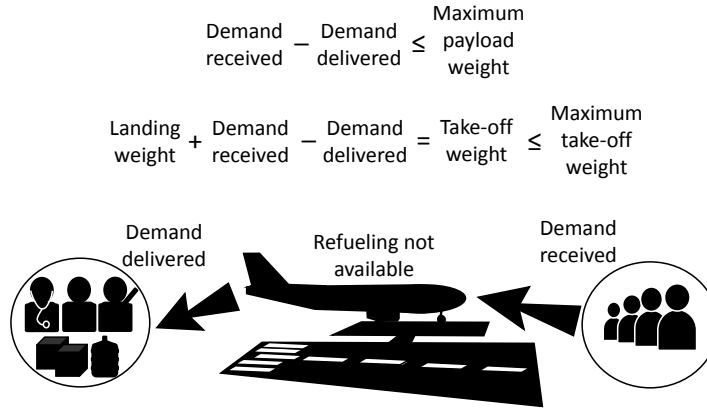 Demand received − Demand delivered ≤ Maximum payload weight
Landing weight + Demand received − Demand delivered = Take-off weight ≤ Maximum take-off weight
Demand
delivered
Refueling not
available
Demand
received